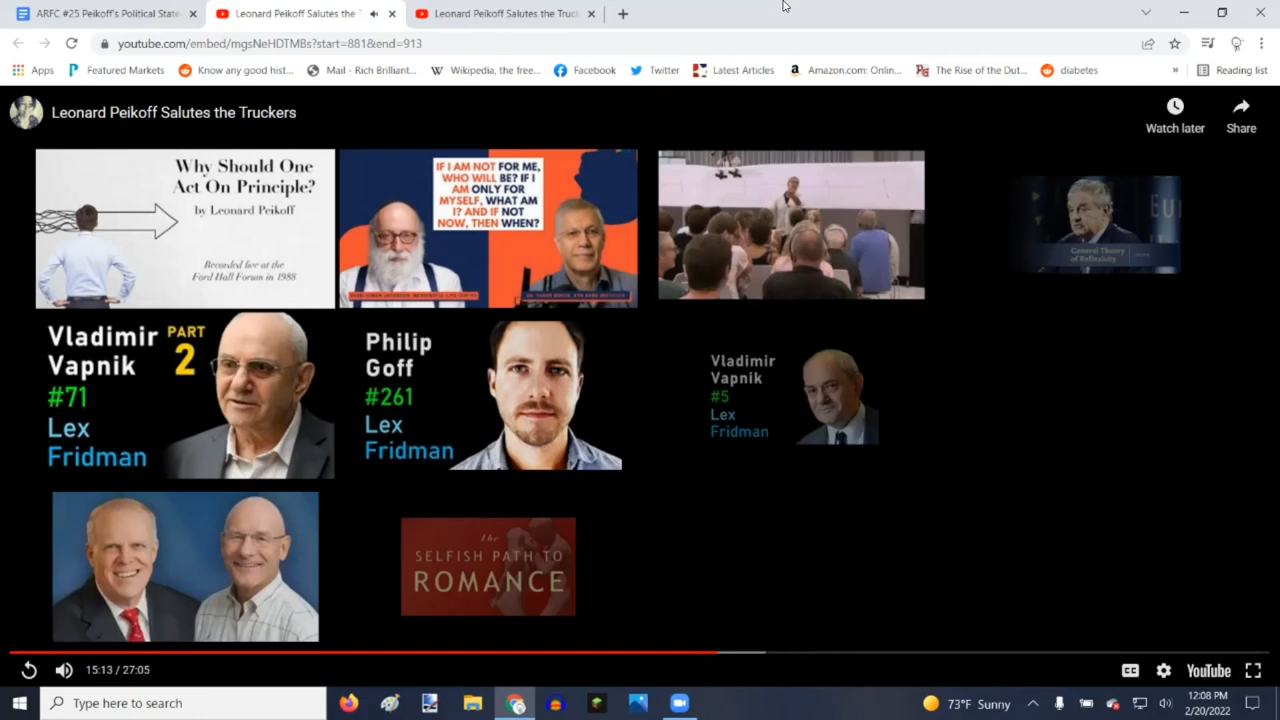 ARFC #25 Peikoff's Political State
Leonard Peikoff Salutes the T
Leonard Peikoff Salutes the Truck
youtube.com/embed/mgsNeHDTMBs?start=881&end=913
Apps
Featured Markets
Know any good hist...
Mail - Rich Brilliant...
Wikipedia, the free...
Facebook
Twitter
Latest Articles
Amazon.com: Onlin...
The Rise of the Dut...
diabetes
»
Reading list
Leonard Peikoff Salutes the Truckers
Watch later
Share
Why Should One
Act On Principle?
by Leonard Peikoff
Recorded live at the
Ford Hall Forum in 1988
IF I AM NOT FOR ME,
WHO WILL BE? IF I
AM ONLY FOR
MYSELF, WHAT AM
I? AND IF NOT
NOW, THEN WHEN?
General Theory
of Reflexivity
Vladimir
Vapnik
PART
2
#71
Lex
Fridman
Philip
Goff
#261
Lex
Fridman
Vladimir
Vapnik
#5
Lex
Fridman
The
SELFISH PATH TO
ROMANCE
15:13 / 27:05
CC
YouTube
Type here to search
73°F Sunny
12:08 PM
2/20/2022